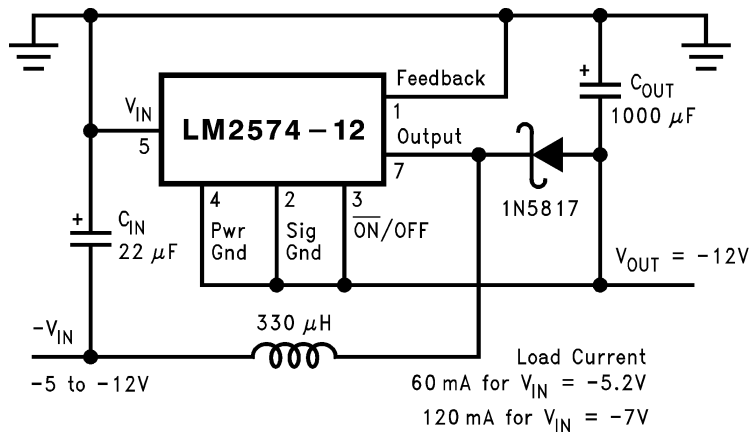 Feedback
1
V_IN
5
LM2574-12
Output
7
+
C_OUT
1000 μF
1N5817
4
Pwr
Gnd
2
Sig
Gnd
3
O̅N̅/OFF
+
C_IN
22 μF
V_OUT = -12V
330 μH
-V_IN
-5 to -12V
Load Current
60 mA for V_IN = -5.2V
120 mA for V_IN = -7V